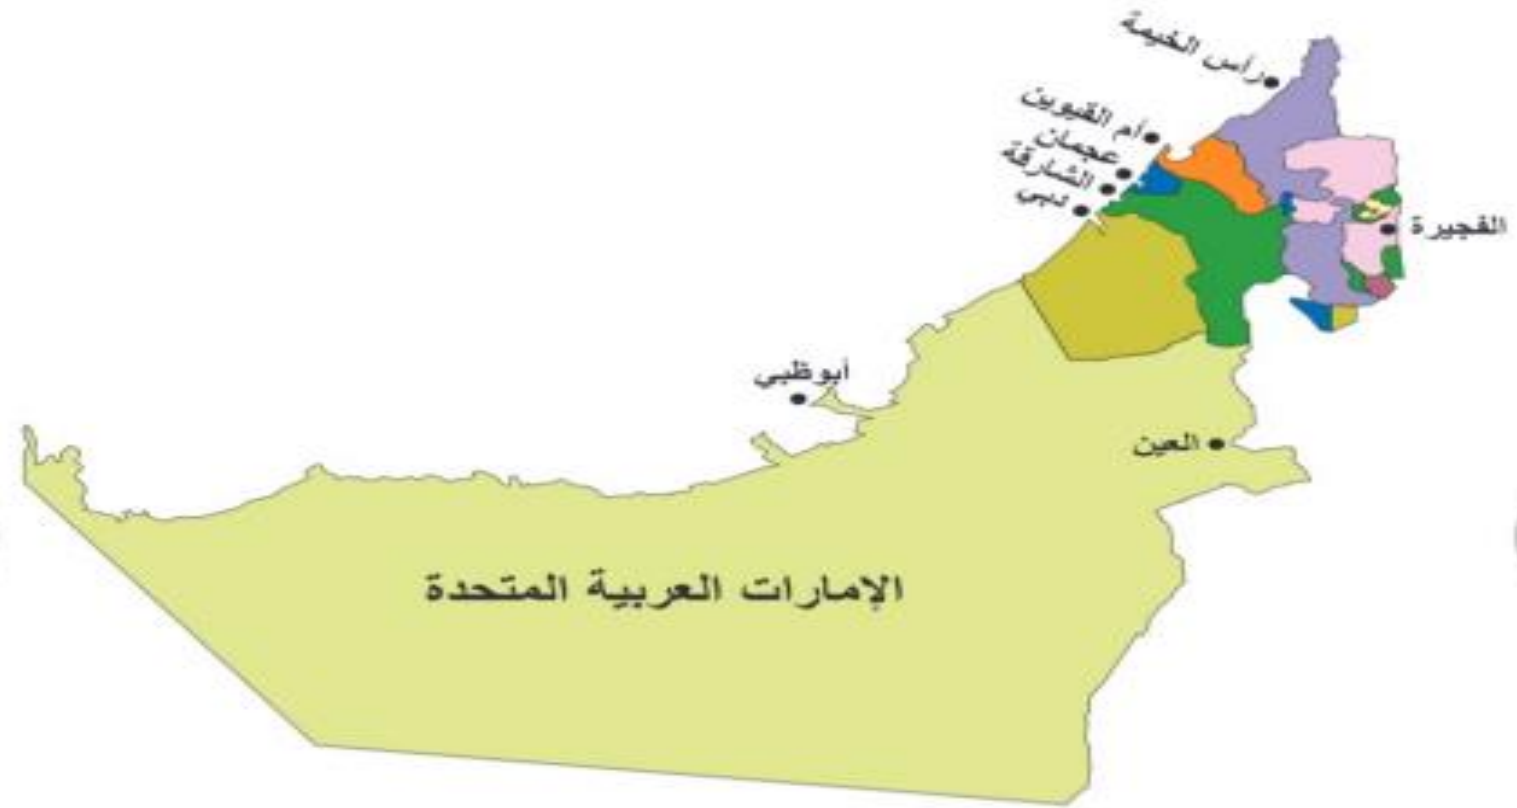 رأس الخيمة
أم القيوين
عجمان
الشارقة
دبي
الفجيرة
أبوظبي
العين
الإمارات العربية المتحدة